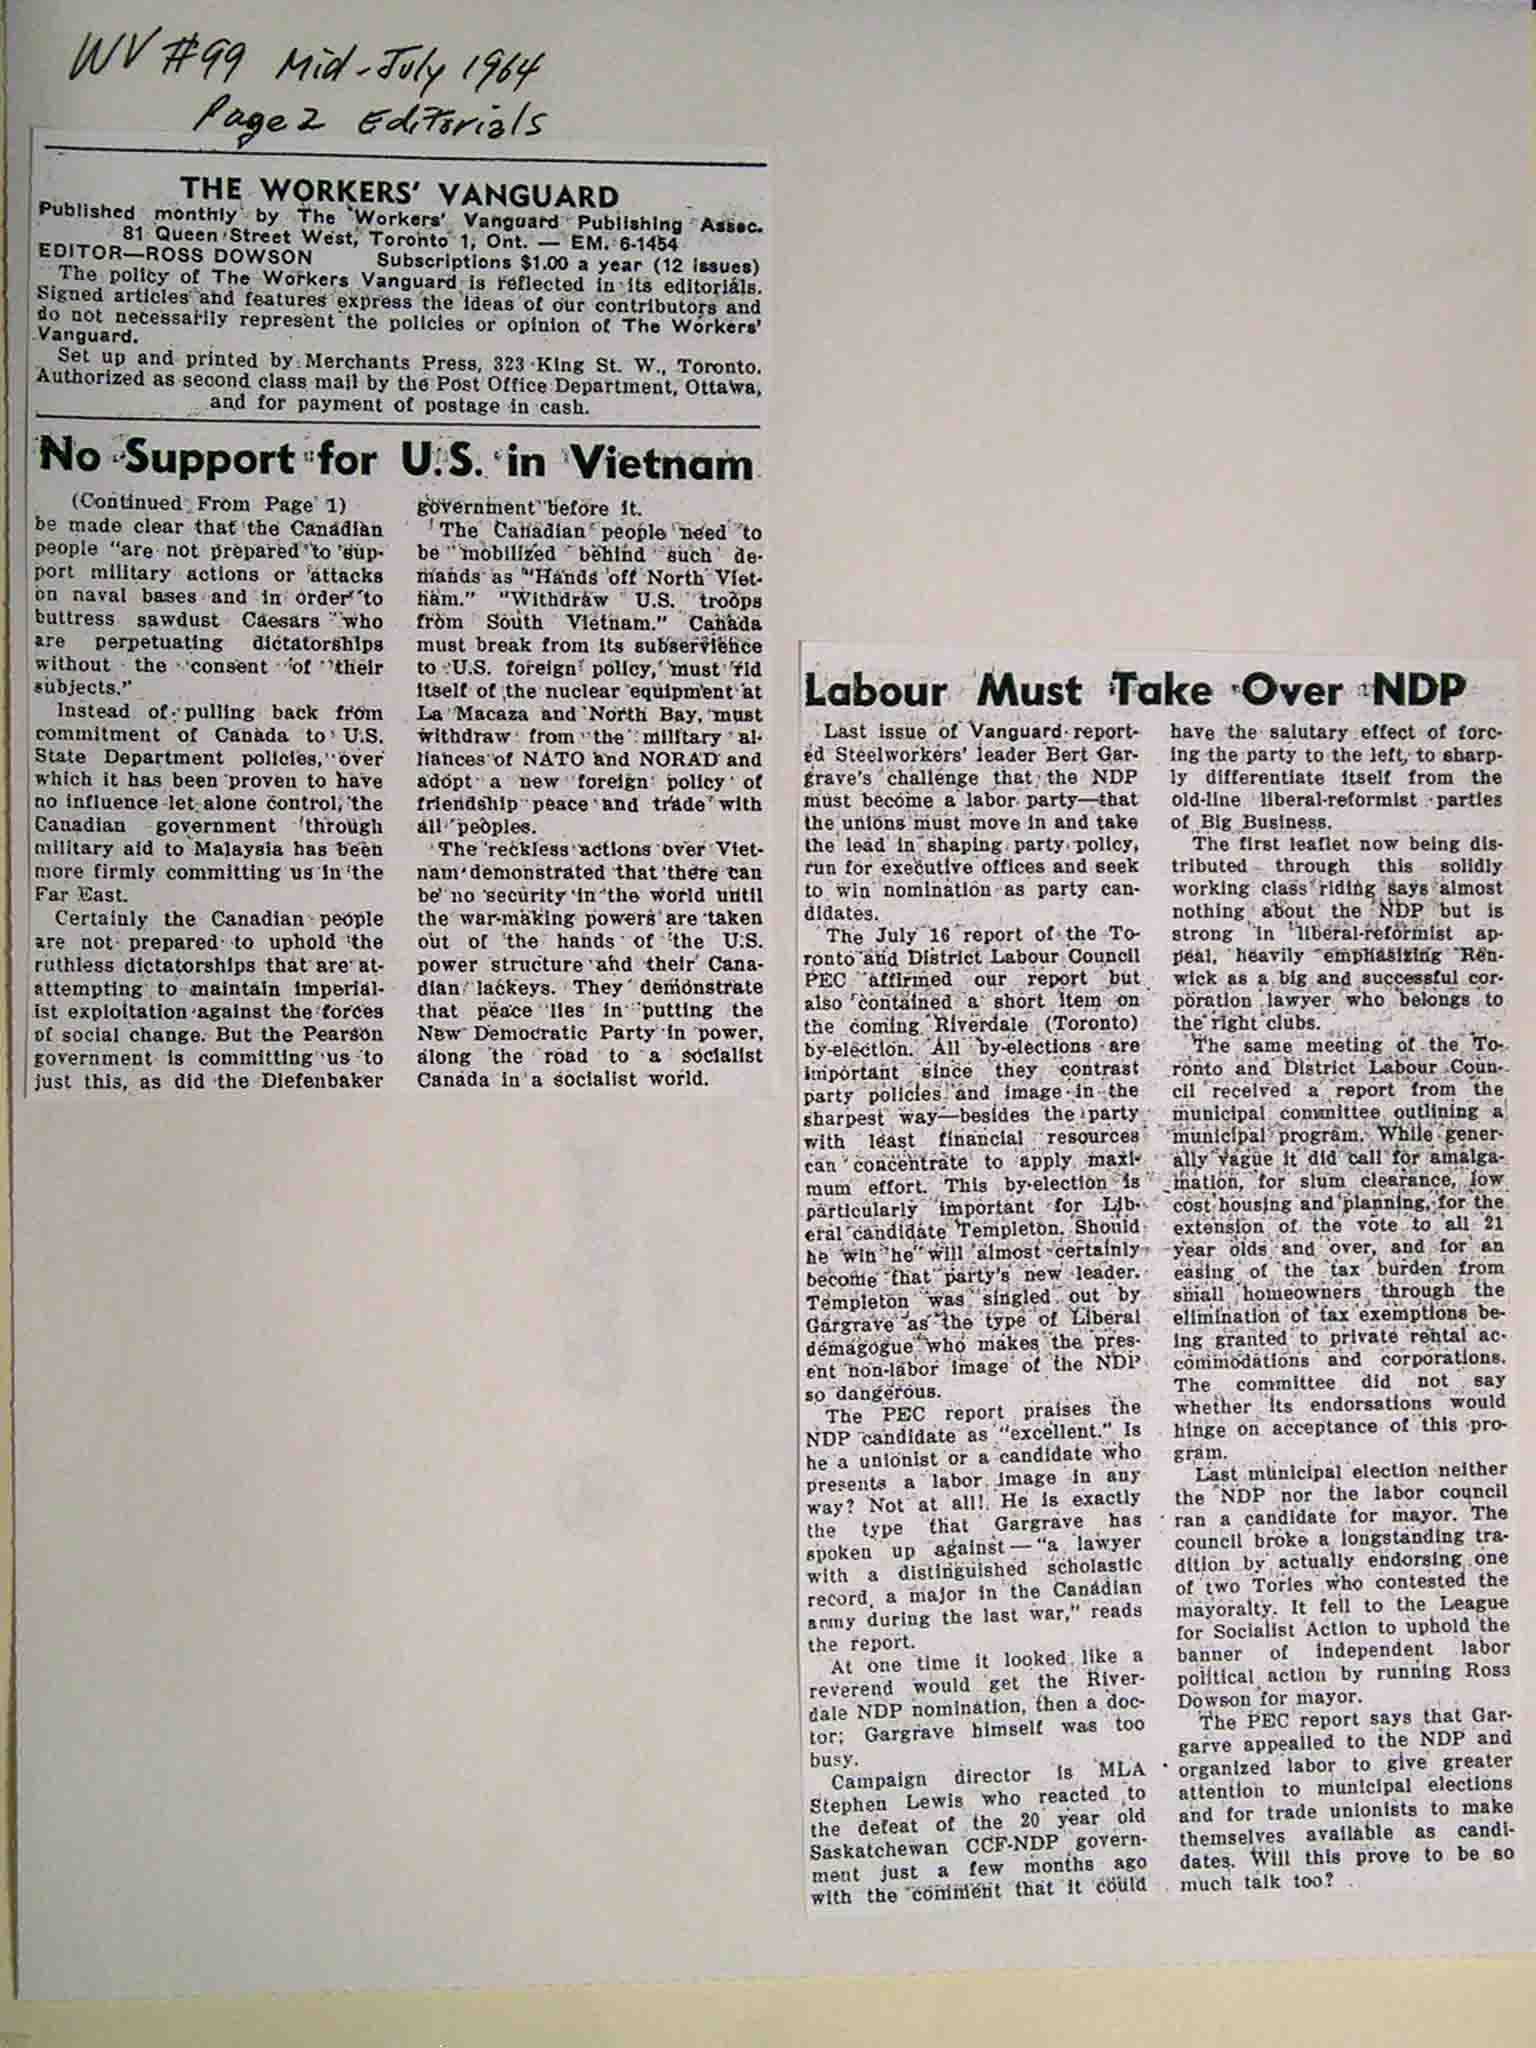 WV #99 Mid-July 1964
Page 2 Editorials
THE WORKERS' VANGUARD
Published monthly by The Workers' Vanguard Publishing Assec.
81 Queen Street West, Toronto 1, Ont. — EM. 6-1454
EDITOR—ROSS DOWSON Subscriptions $1.00 a year (12 issues)
The policy of The Workers Vanguard is reflected in its editorials.
Signed articles and features express the ideas of our contributors and
do not necessarily represent the policies or opinion of The Workers'
Vanguard.
Set up and printed by Merchants Press, 323 King St. W., Toronto.
Authorized as second class mail by the Post Office Department, Ottawa,
and for payment of postage in cash.
No Support for U.S. in Vietnam
(Continued From Page 1)
be made clear that the Canadian
people "are not prepared to sup-
port military actions or attacks
on naval bases and in order to
buttress sawdust Caesars who
are perpetuating dictatorships
without the consent of their
subjects."
Instead of pulling back from
commitment of Canada to U.S.
State Department policies, over
which it has been proven to have
no influence let alone control, the
Canadian government through
military aid to Malaysia has been
more firmly committing us in the
Far East.
Certainly the Canadian people
are not prepared to uphold the
ruthless dictatorships that are at-
attempting to maintain imperial-
ist exploitation against the forces
of social change. But the Pearson
government is committing us to
just this, as did the Diefenbaker
government before it.
The Canadian people need to
be mobilized behind such de-
mands as "Hands off North Viet-
nam." "Withdraw U.S. troops
from South Vietnam." Canada
must break from its subservience
to U.S. foreign policy, must rid
itself of the nuclear equipment at
La Macaza and North Bay, must
withdraw from the military al-
liances of NATO and NORAD and
adopt a new foreign policy of
friendship peace and trade with
all peoples.
The reckless actions over Viet-
nam demonstrated that there can
be no security in the world until
the war-making powers are taken
out of the hands of the U.S.
power structure and their Cana-
dian lackeys. They demonstrate
that peace lies in putting the
New Democratic Party in power,
along the road to a socialist
Canada in a socialist world.
Labour Must Take Over NDP
Last issue of Vanguard report-
ed Steelworkers' leader Bert Gar-
grave's challenge that the NDP
must become a labor party—that
the unions must move in and take
the lead in shaping party policy,
run for executive offices and seek
to win nomination as party can-
didates.
The July 16 report of the To-
ronto and District Labour Council
PEC affirmed our report but
also contained a short item on
the coming Riverdale (Toronto)
by-election. All by-elections are
important since they contrast
party policies and image in the
sharpest way—besides the party
with least financial resources
can concentrate to apply maxi-
mum effort. This by-election is
particularly important for Lib-
eral candidate Templeton. Should
he win he will almost certainly
become that party's new leader.
Templeton was singled out by
Gargrave as the type of Liberal
demagogue who makes the pres-
ent non-labor image of the NDP
so dangerous.
The PEC report praises the
NDP candidate as "excellent." Is
he a unionist or a candidate who
presents a labor image in any
way? Not at all! He is exactly
the type that Gargrave has
spoken up against—"a lawyer
with a distinguished scholastic
record, a major in the Canadian
army during the last war," reads
the report.
At one time it looked like a
reverend would get the River-
dale NDP nomination, then a doc-
tor; Gargrave himself was too
busy.
Campaign director is MLA
Stephen Lewis who reacted to
the defeat of the 20 year old
Saskatchewan CCF-NDP govern-
ment just a few months ago
with the comment that it could
have the salutary effect of forc-
ing the party to the left, to sharp-
ly differentiate itself from the
old-line liberal-reformist parties
of Big Business.
The first leaflet now being dis-
tributed through this solidly
working class riding says almost
nothing about the NDP but is
strong in liberal-reformist ap-
peal, heavily emphasizing Ren-
wick as a big and successful cor-
poration lawyer who belongs to
the right clubs.
The same meeting of the To-
ronto and District Labour Coun-
cil received a report from the
municipal committee outlining a
municipal program. While gener-
ally vague it did call for amalga-
mation, for slum clearance, low
cost housing and planning, for the
extension of the vote to all 21
year olds and over, and for an
easing of the tax burden from
small homeowners through the
elimination of tax exemptions be-
ing granted to private rental ac-
commodations and corporations.
The committee did not say
whether its endorsations would
hinge on acceptance of this pro-
gram.
Last municipal election neither
the NDP nor the labor council
ran a candidate for mayor. The
council broke a longstanding tra-
dition by actually endorsing one
of two Tories who contested the
mayoralty. It fell to the League
for Socialist Action to uphold the
banner of independent labor
political action by running Ross
Dowson for mayor.
The PEC report says that Gar-
garve appealled to the NDP and
organized labor to give greater
attention to municipal elections
and for trade unionists to make
themselves available as candi-
dates. Will this prove to be so
much talk too?